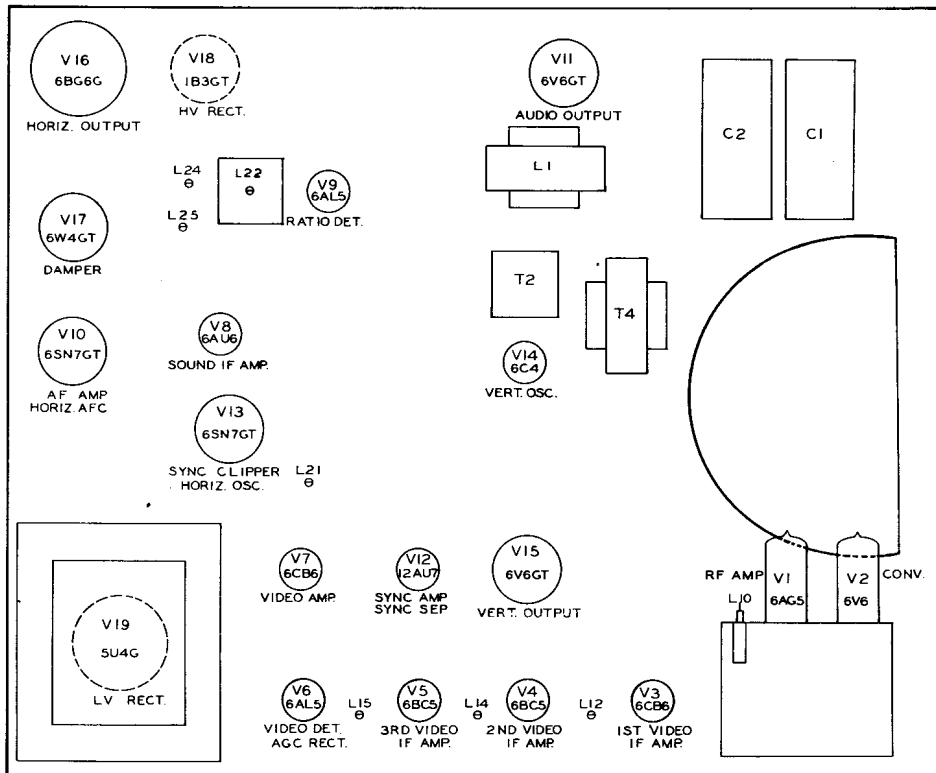 V16
6BG6G
HORIZ. OUTPUT
V18
1B3GT
HV RECT.
V11
6V6GT
AUDIO OUTPUT
C2
C1
L1
L24
L22
L25
V9
6AL5
RATIO DET.
V17
6W4GT
DAMPER
T2
T4
V10
6SN7GT
AF AMP
HORIZ. AFC
V8
6AU6
SOUND IF AMP.
V14
6C4
VERT. OSC.
V13
6SN7GT
SYNC CLIPPER
HORIZ. OSC.
L21
V7
6CB6
VIDEO AMP.
V12
12AU7
SYNC AMP
SYNC SEP
V15
6V6GT
VERT. OUTPUT
RF AMP
L10
V1
6AG5
V2
6V6
CONV.
V19
5U4G
LV RECT.
V6
6AL5
VIDEO DET.
AGC RECT.
L15
V5
6BC5
3RD VIDEO
IF AMP.
L14
V4
6BC5
2ND VIDEO
IF AMP.
L12
V3
6CB6
1ST VIDEO
IF AMP.